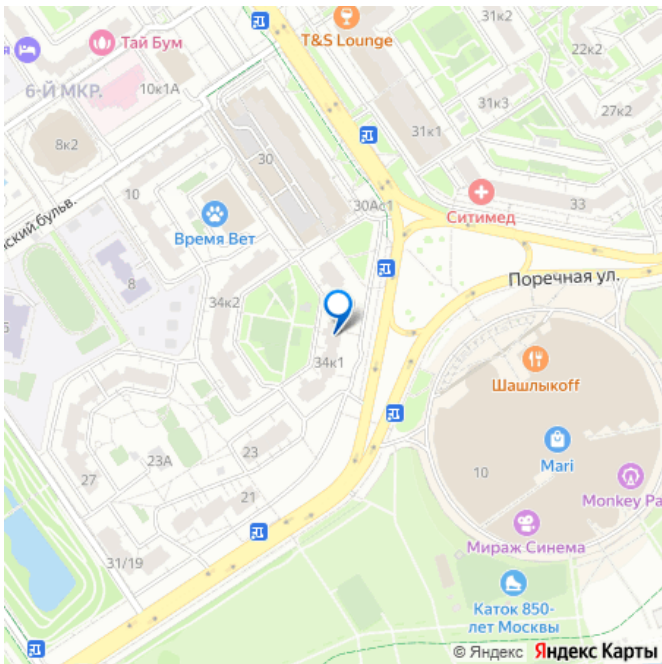 31к2
T&S Lounge
Тай Бум
22к2
6-Й МКР.
10к1А
31к3
27к2
8к2
31к1
30
10
30Ас1
33
Ситимед
ский бульв.
Время Вет
8
Поречная ул.
34к2
34к1
Шашлыкоff
23
Mari
23А
10
27
21
Monkey Pa
Мираж Синема
31/19
Каток 850-
лет Москвы
© Яндекс Яндекс Карты